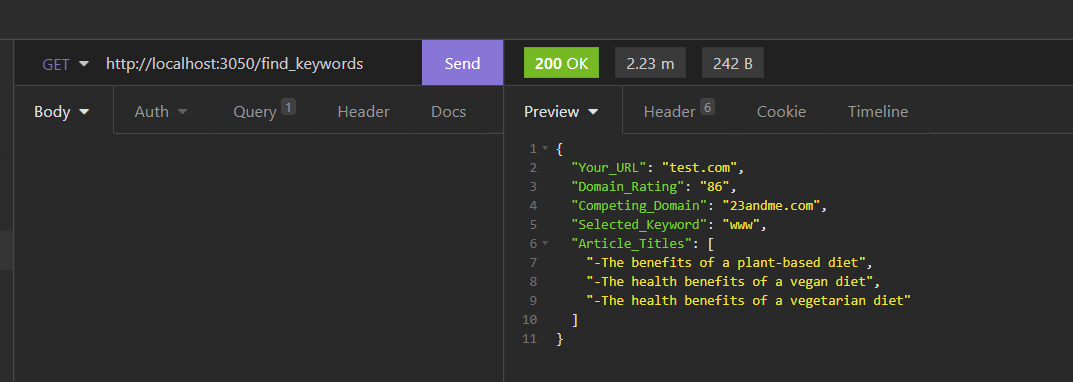 GET http://localhost:3050/find_keywords Send 200 OK 2.23 m 242 B
Body Auth Query 1 Header Docs Preview Header 6 Cookie Timeline
1 {
2 "Your_URL": "test.com",
3 "Domain_Rating": "86",
4 "Competing_Domain": "23andme.com",
5 "Selected_Keyword": "www",
6 "Article_Titles": [
7 "-The benefits of a plant-based diet",
8 "-The health benefits of a vegan diet",
9 "-The health benefits of a vegetarian diet"
10 ]
11 }